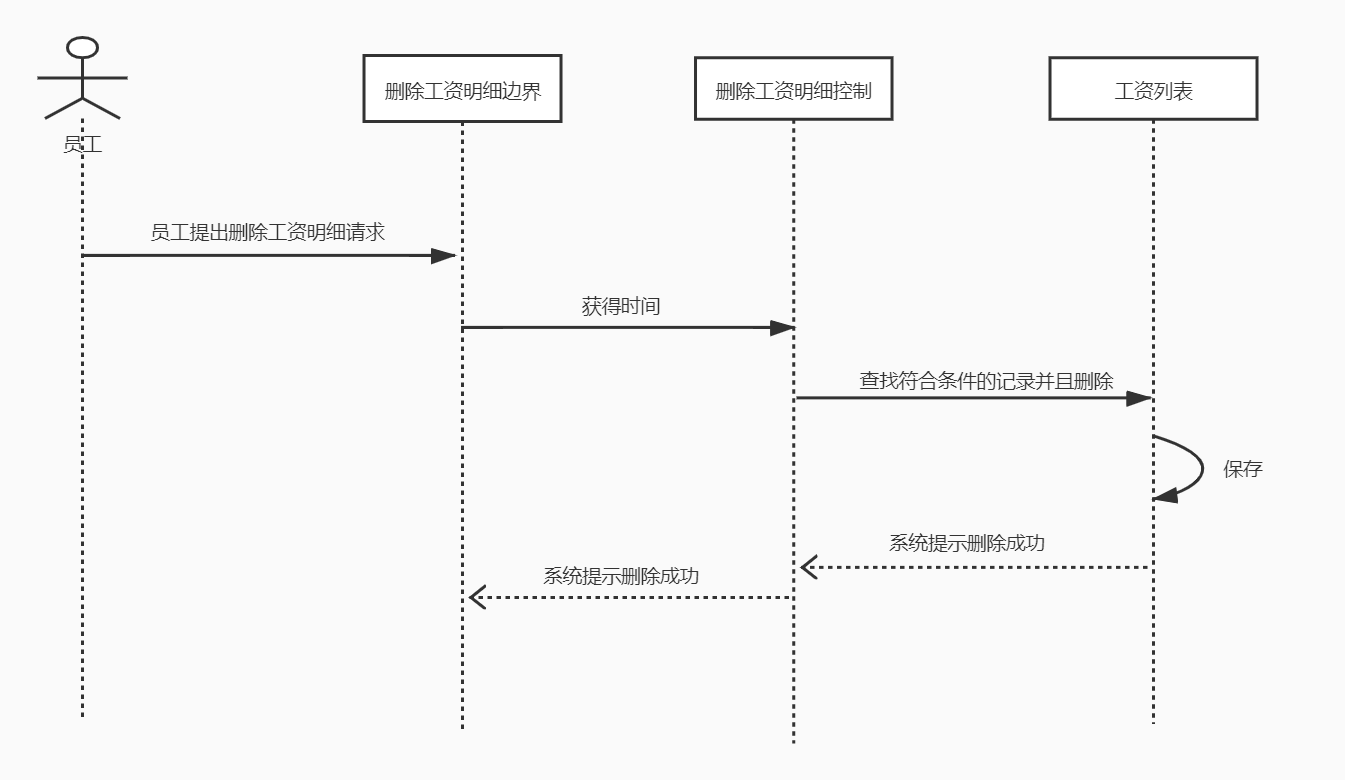 删除工资明细边界
删除工资明细控制
工资列表
员工
员工提出删除工资明细请求
获得时间
查找符合条件的记录并且删除
保存
系统提示删除成功
系统提示删除成功